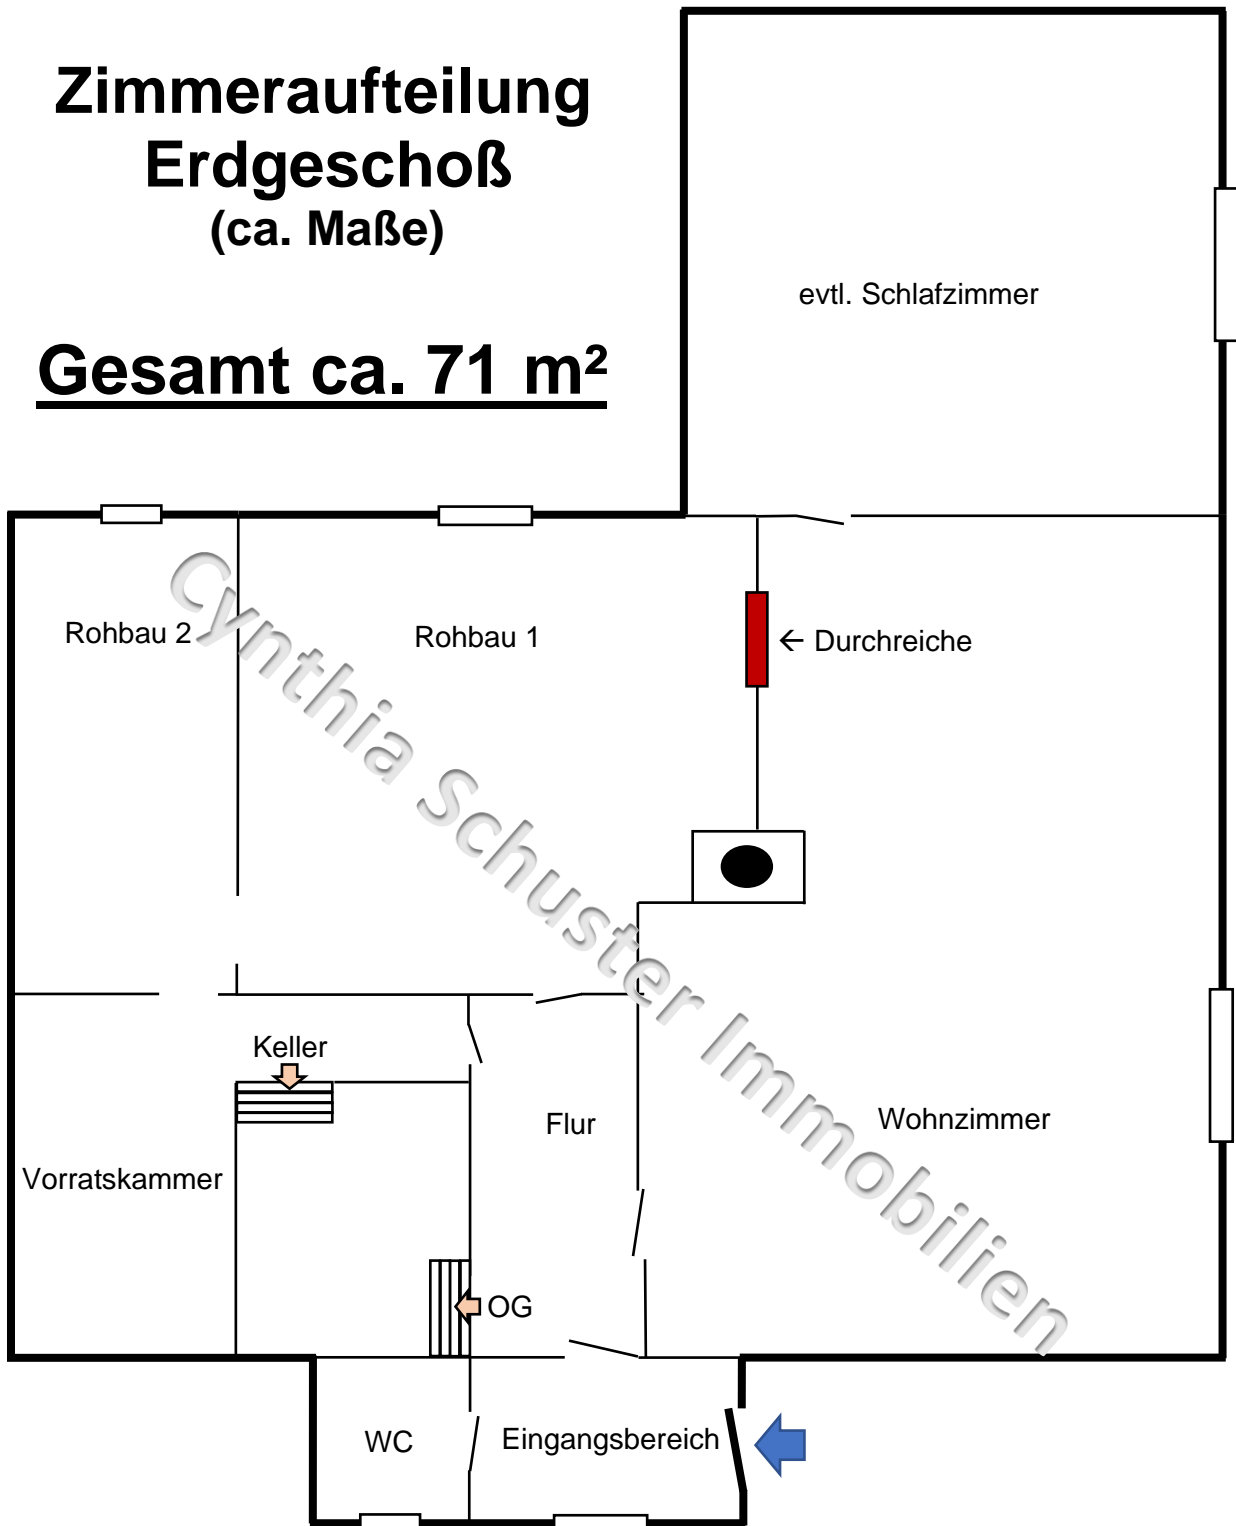 Zimmeraufteilung
Erdgeschoß
(ca. Maße)
Gesamt ca. 71 m²
evtl. Schlafzimmer
Rohbau 2
Rohbau 1
← Durchreiche
Cynthia Schuster Immobilien
Keller
Flur
Wohnzimmer
Vorratskammer
OG
WC
Eingangsbereich